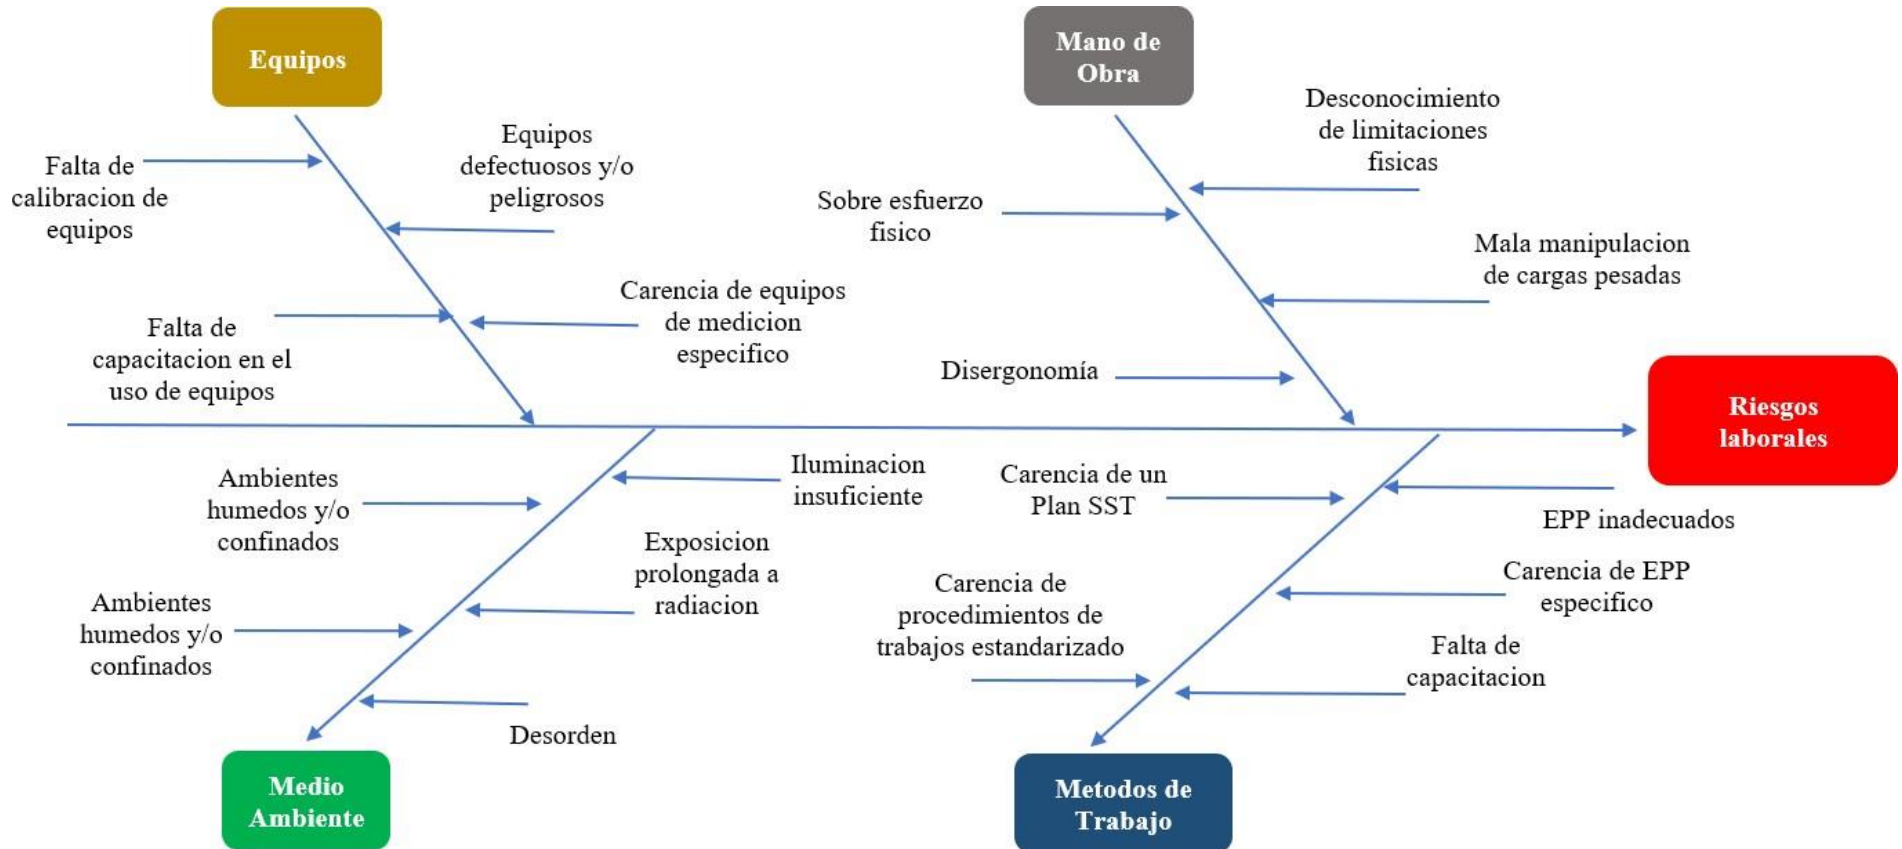 Equipos
Mano de
Obra
Falta de
calibracion de
equipos
Equipos
defectuosos y/o
peligrosos
Desconocimiento
de limitaciones
fisicas
Sobre esfuerzo
fisico
Mala manipulacion
de cargas pesadas
Falta de
capacitacion en el
uso de equipos
Carencia de equipos
de medicion
especifico
Disergonomía
Riesgos
laborales
Ambientes
humedos y/o
confinados
Iluminacion
insuficiente
Carencia de un
Plan SST
EPP inadecuados
Ambientes
humedos y/o
confinados
Exposicion
prolongada a
radiacion
Carencia de
procedimientos de
trabajos estandarizado
Carencia de EPP
especifico
Falta de
capacitacion
Desorden
Medio
Ambiente
Metodos de
Trabajo